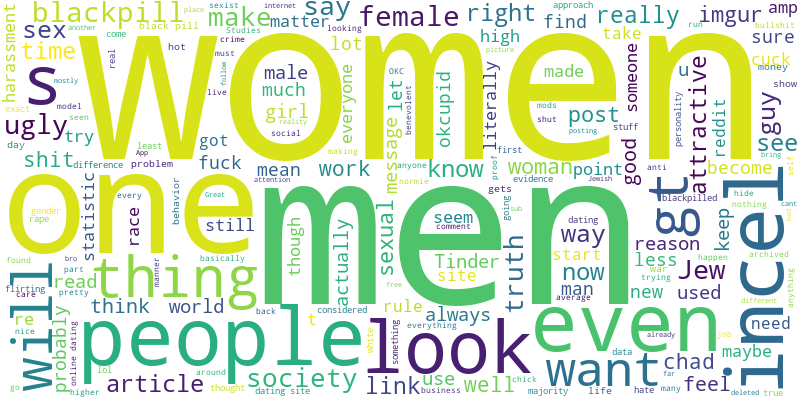 women
men
one
people
look
incel
even
thing
want
will
gt
s
blackpill
make
say
female
right
find
really
imgur
amp
place
sexist
Studies
black pill
another
internet
approach
bullshit
matter
high
take
sure
sex
time
come
crime
must
looking
run
cuck
harassment
real
hot
live
male
much
girl
social
everyone
lot
follow
OKC
let
benevolent
okcupid
literally
made
mods
shut
picture
someone
u
attractive
personality
guy
money
show
reddit
see
ugly
exact
model
seen
try
day
least
difference
App
problem
got
fuck
mean
reality
making
message
anyone
normie
know
proof
first
post
posting
stuff
good
anti
become
bring
self
shit
statistic
gender
rape
every
race
behavior
Great
still
attention
work
woman
gets
evidence
point
Jewish
blackpilled
hide
nothing
cant
bad
keep
found
bro
part
read
manner
basically
though
actually
sexual
seem
comment
going
sub
dating
way
reason
archived
anything
flirting
care
pretty
Tinder
site
start
now
less
war
trying
Jew
happen
truth
man
new
used
different
think
world
back
considered
free
rule
always
average
need
re
nice
probably
online dating
t
white
something
everything
already
job
go
higher
lol
article
around
thought
society
dating site
link
use
business
well
chick
majority
data
life
hate
feel
far
many
chad
maybe
deleted
true